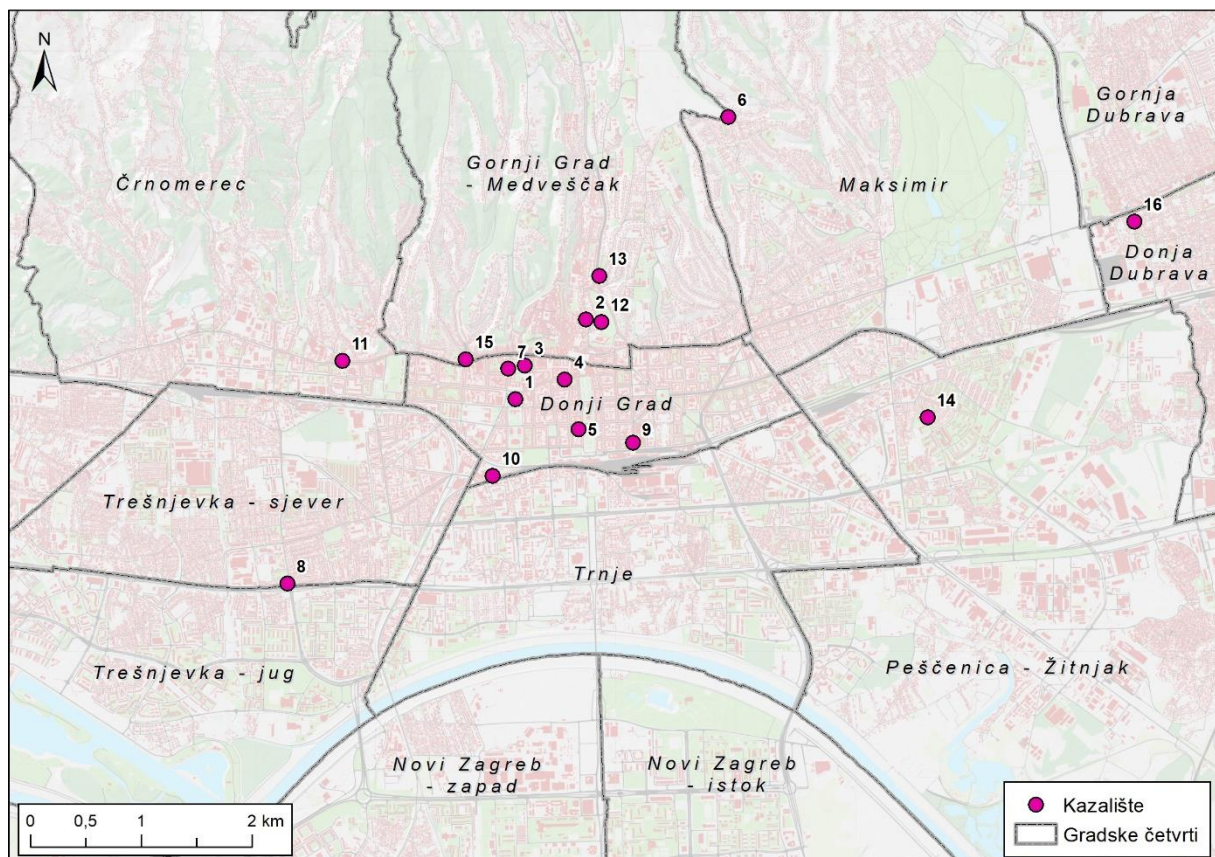 N
6
Gornja
Dubrava
Gornji Grad
- Medveščak
Črnomerec
Maksimir
16
Donja
Dubrava
13
2
12
11
15
7
3
4
1
Donji Grad
14
5
9
10
Trešnjevka - sjever
8
Trnje
Trešnjevka - jug
Peščenica - Žitnjak
Novi Zagreb
- zapad
Novi Zagreb
- istok
0 0,5 1 2 km
Kazalište
Gradske četvrti